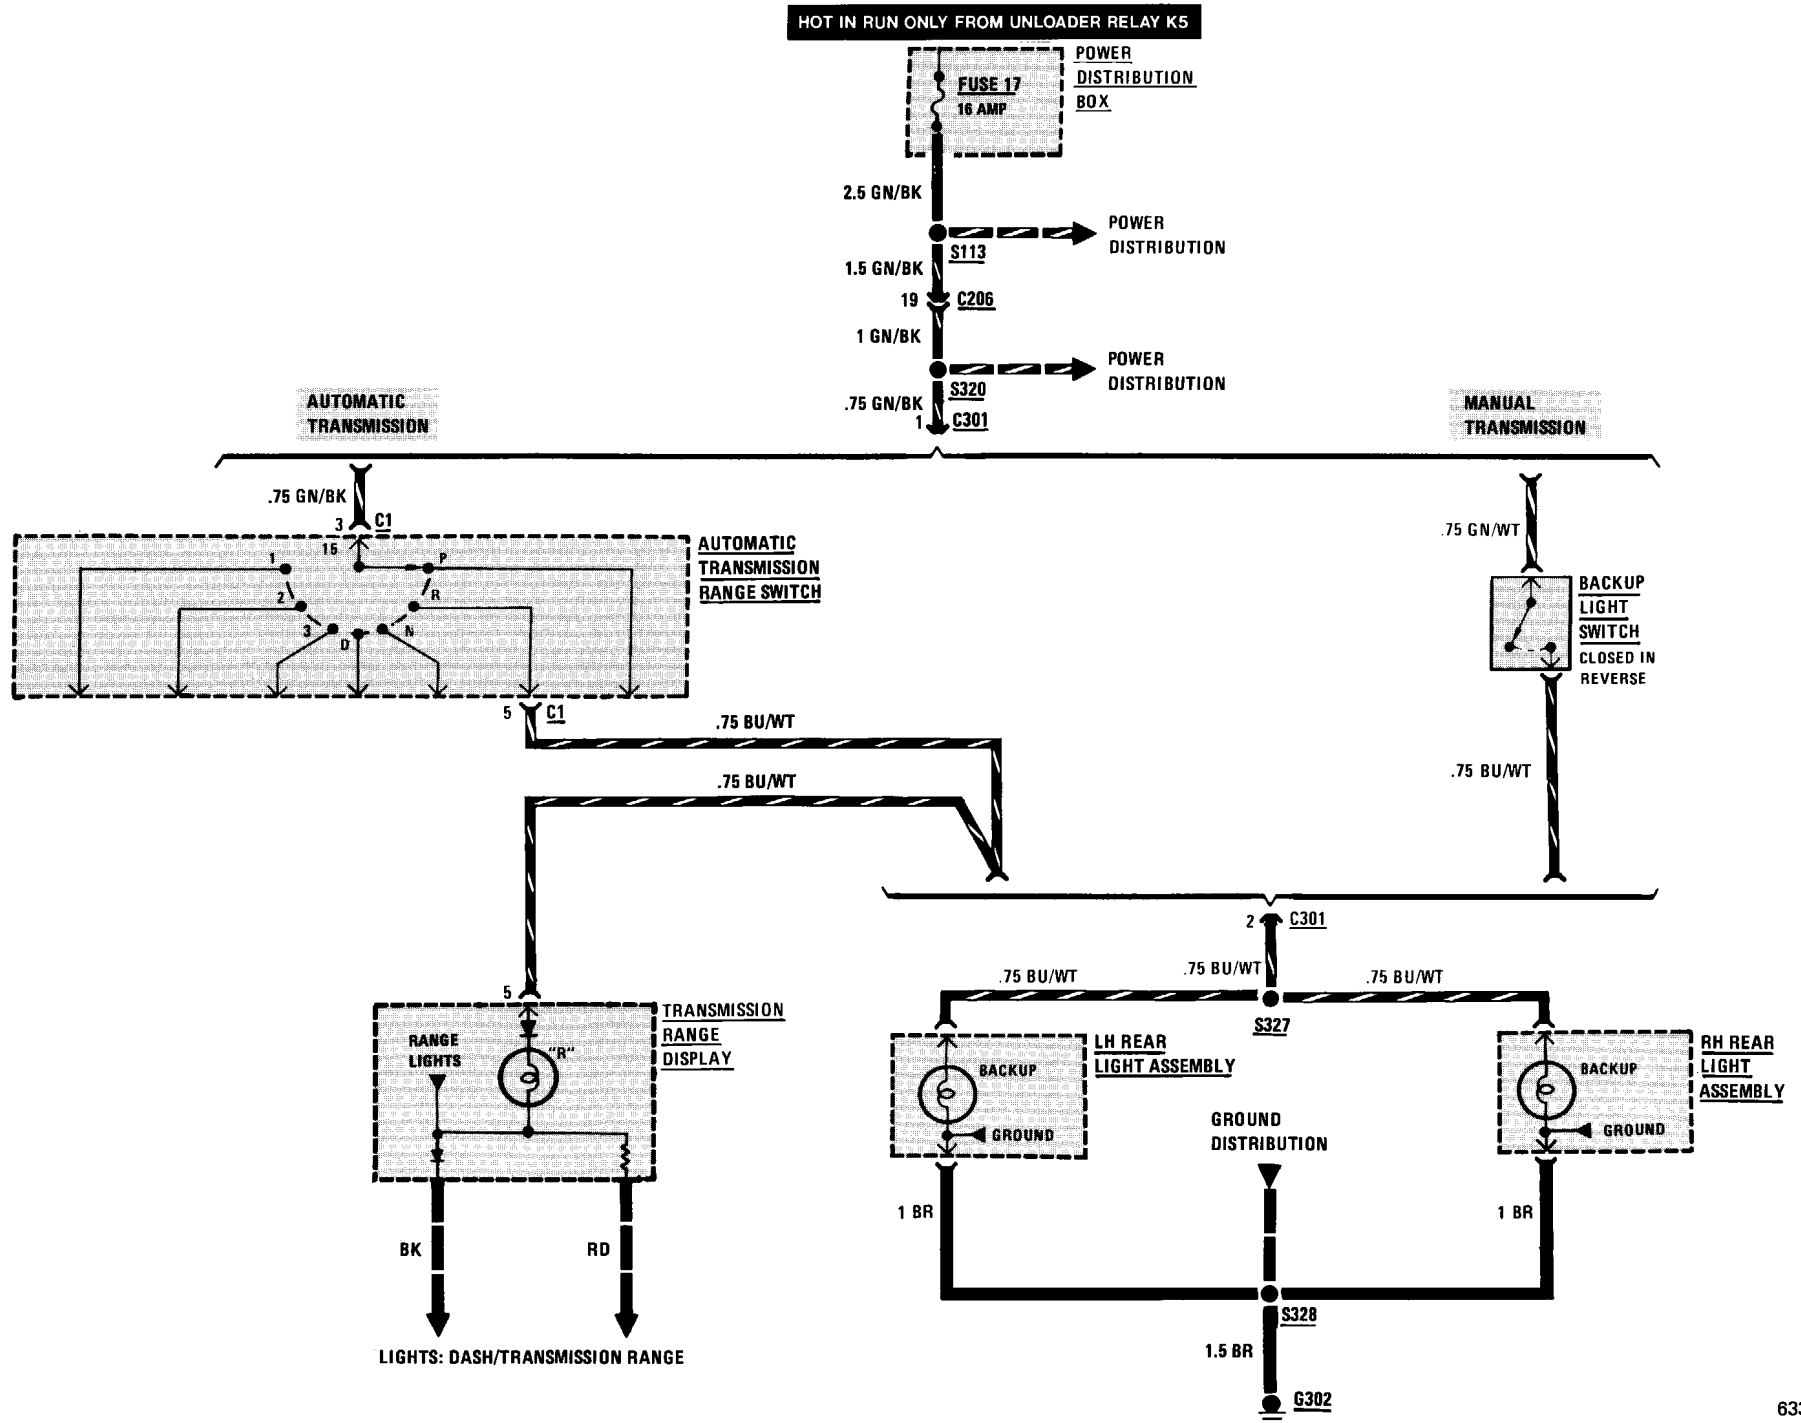 HOT IN RUN ONLY FROM UNLOADER RELAY K5
POWER
DISTRIBUTION
BOX
FUSE 17
16 AMP
2.5 GN/BK
POWER
DISTRIBUTION
S113
1.5 GN/BK
19
C206
1 GN/BK
POWER
DISTRIBUTION
S320
.75 GN/BK
1
C301
AUTOMATIC
TRANSMISSION
MANUAL
TRANSMISSION
.75 GN/BK
3
C1
.75 GN/WT
AUTOMATIC
TRANSMISSION
RANGE SWITCH
15
1
P
2
R
3
D
N
BACKUP
LIGHT
SWITCH
CLOSED IN
REVERSE
5
C1
.75 BU/WT
.75 BU/WT
.75 BU/WT
2
C301
.75 BU/WT
.75 BU/WT
.75 BU/WT
S327
5
TRANSMISSION
RANGE
DISPLAY
RANGE
LIGHTS
"R"
LH REAR
LIGHT ASSEMBLY
BACKUP
GROUND
RH REAR
LIGHT
ASSEMBLY
BACKUP
GROUND
GROUND
DISTRIBUTION
1 BR
1 BR
BK
RD
S328
LIGHTS: DASH/TRANSMISSION RANGE
1.5 BR
G302
633